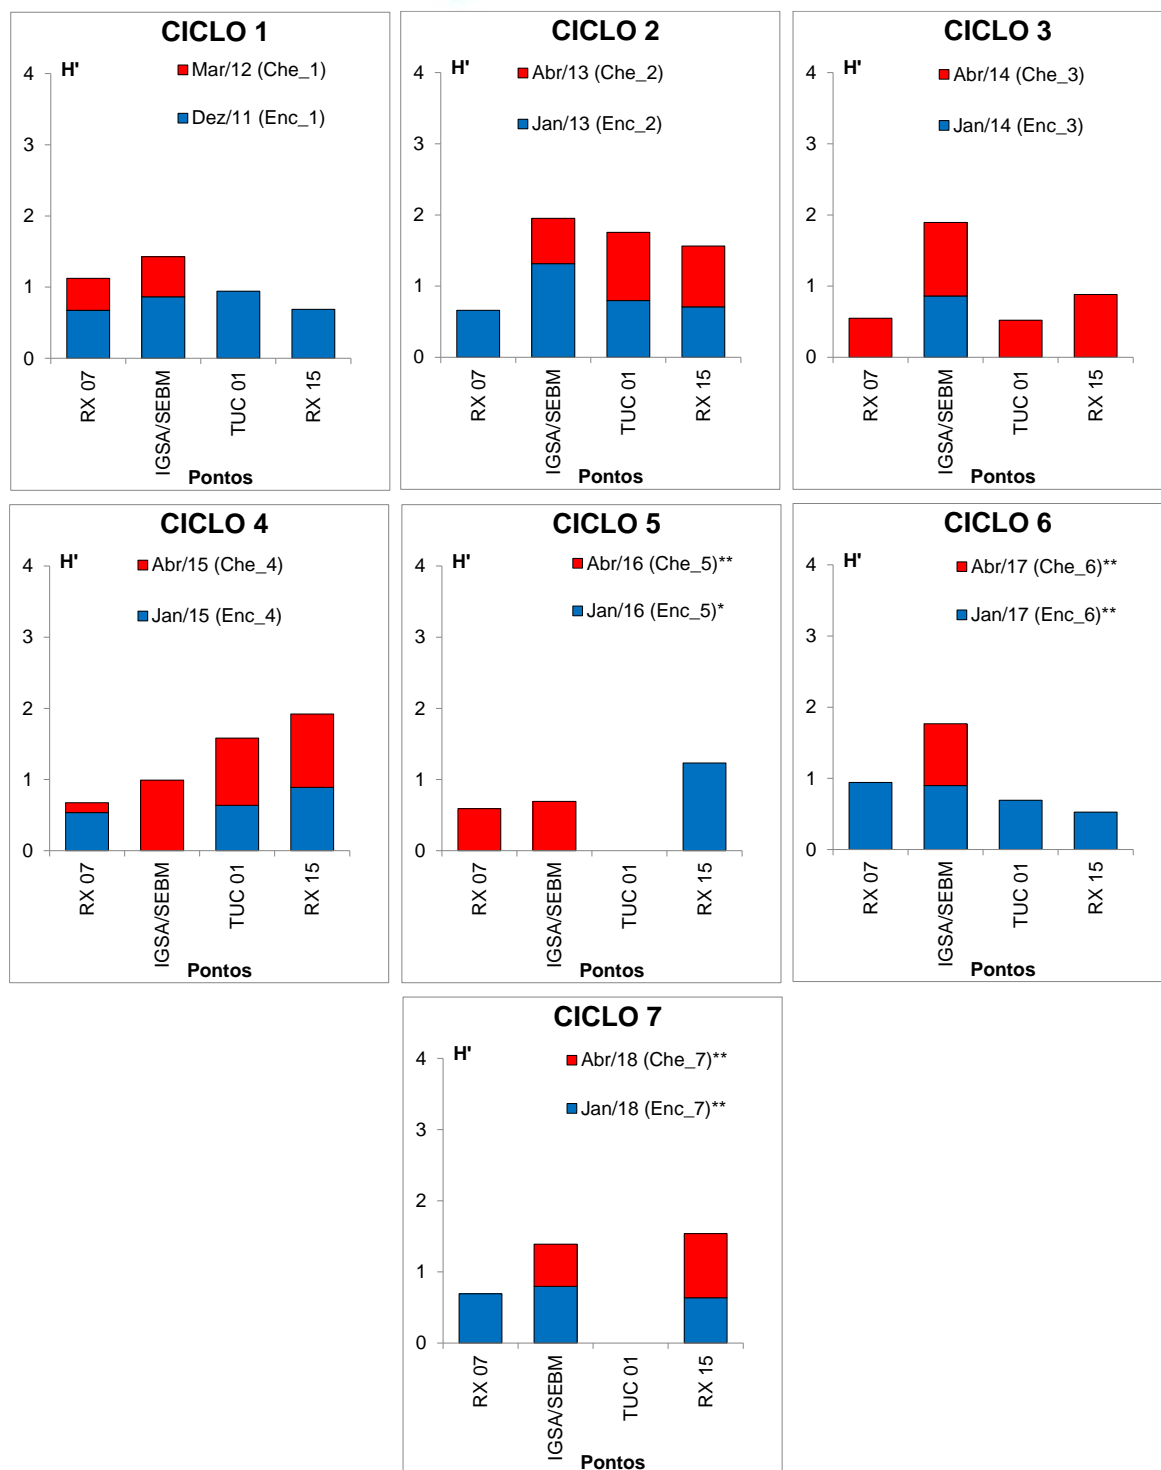 CICLO 1
H'
Mar/12 (Che_1)
Dez/11 (Enc_1)
4
3
2
1
0
RX 07
IGSA/SEBM
TUC 01
RX 15
Pontos
CICLO 2
H'
Abr/13 (Che_2)
Jan/13 (Enc_2)
4
3
2
1
0
RX 07
IGSA/SEBM
TUC 01
RX 15
Pontos
CICLO 3
H'
Abr/14 (Che_3)
Jan/14 (Enc_3)
4
3
2
1
0
RX 07
IGSA/SEBM
TUC 01
RX 15
Pontos
CICLO 4
H'
Abr/15 (Che_4)
Jan/15 (Enc_4)
4
3
2
1
0
RX 07
IGSA/SEBM
TUC 01
RX 15
Pontos
CICLO 5
H'
Abr/16 (Che_5)**
Jan/16 (Enc_5)*
4
3
2
1
0
RX 07
IGSA/SEBM
TUC 01
RX 15
Pontos
CICLO 6
H'
Abr/17 (Che_6)**
Jan/17 (Enc_6)**
4
3
2
1
0
RX 07
IGSA/SEBM
TUC 01
RX 15
Pontos
CICLO 7
H'
Abr/18 (Che_7)**
Jan/18 (Enc_7)**
4
3
2
1
0
RX 07
IGSA/SEBM
TUC 01
RX 15
Pontos